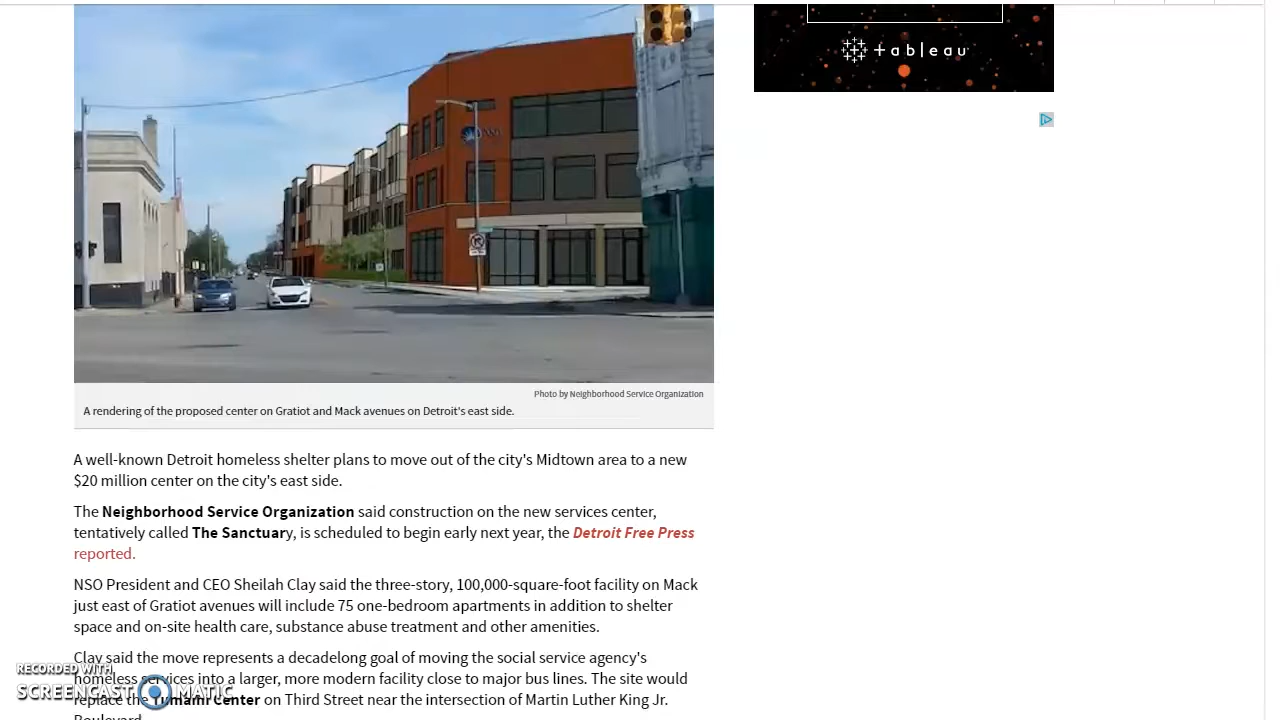 +ableau
Photo by Neighborhood Service Organization
A rendering of the proposed center on Gratiot and Mack avenues on Detroit's east side.
A well-known Detroit homeless shelter plans to move out of the city's Midtown area to a new
$20 million center on the city's east side.
The Neighborhood Service Organization said construction on the new services center,
tentatively called The Sanctuary, is scheduled to begin early next year, the Detroit Free Press
reported.
NSO President and CEO Sheilah Clay said the three-story, 100,000-square-foot facility on Mack
just east of Gratiot avenues will include 75 one-bedroom apartments in addition to shelter
space and on-site health care, substance abuse treatment and other amenities.
Clay said the move represents a decadelong goal of moving the social service agency's
homeless services into a larger, more modern facility close to major bus lines. The site would
replace the Tumaini Center on Third Street near the intersection of Martin Luther King Jr.
Boulevard.
RECORDED WITH
SCREENCAST MATIC